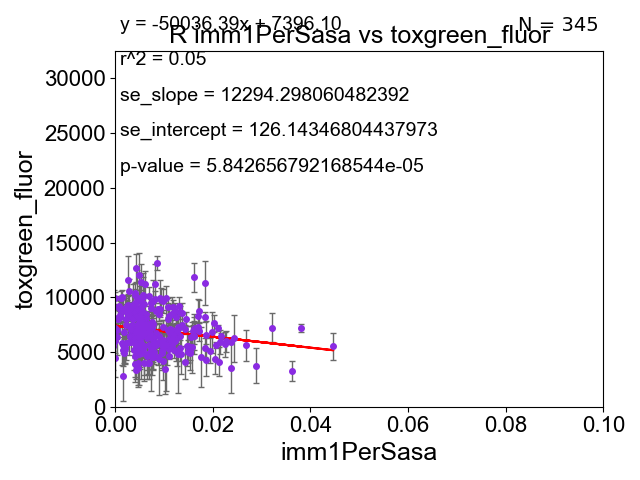 y = -50036.39x + 7396.10
N = 345
R imm1PerSasa vs toxgreen_fluor
r^2 = 0.05
se_slope = 12294.298060482392
se_intercept = 126.14346804437973
p-value = 5.842656792168544e-05
toxgreen_fluor
30000
25000
20000
15000
10000
5000
0
0.00 0.02 0.04 0.06 0.08 0.10
imm1PerSasa